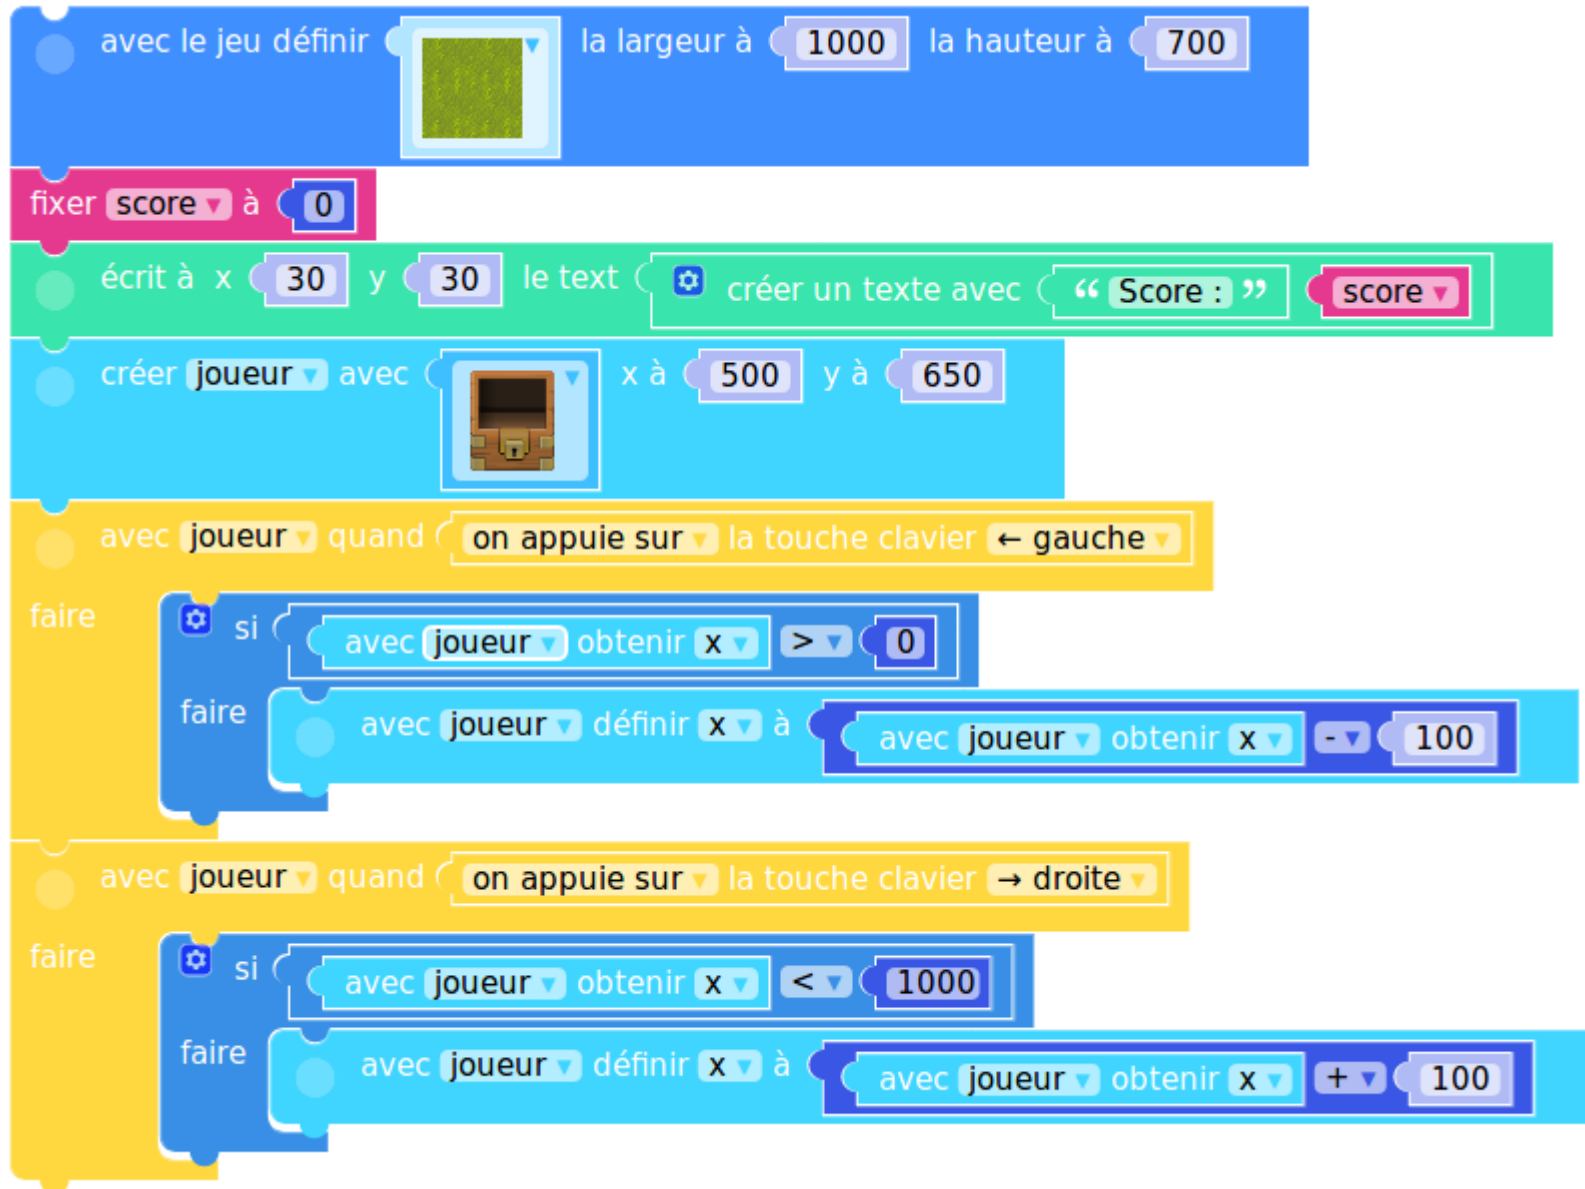 avec le jeu définir la largeur à 1000 la hauteur à 700
fixer score à 0
écrit à x 30 y 30 le text créer un texte avec “ Score : ” score
créer joueur avec x à 500 y à 650
avec joueur quand on appuie sur la touche clavier ← gauche
faire si avec joueur obtenir x > 0
faire avec joueur définir x à avec joueur obtenir x - 100
avec joueur quand on appuie sur la touche clavier → droite
faire si avec joueur obtenir x < 1000
faire avec joueur définir x à avec joueur obtenir x + 100